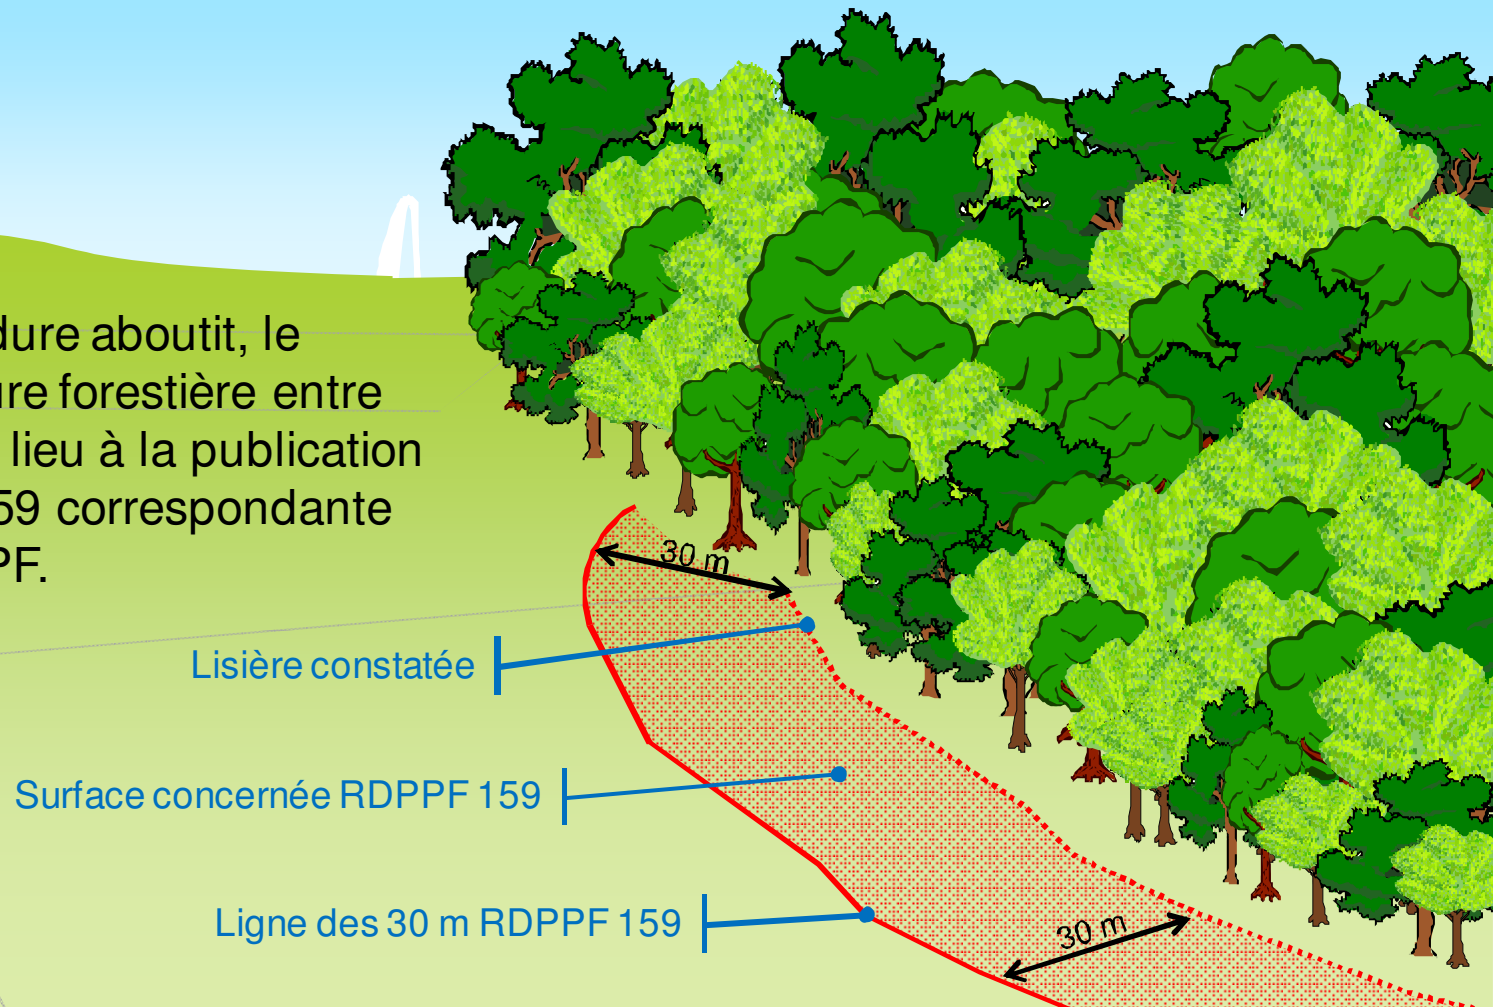 dure aboutit, le
ure forestière entre
lieu à la publication
59 correspondante
PF.
30 m
Lisière constatée
Surface concernée RDPPF 159
Ligne des 30 m RDPPF 159
30 m